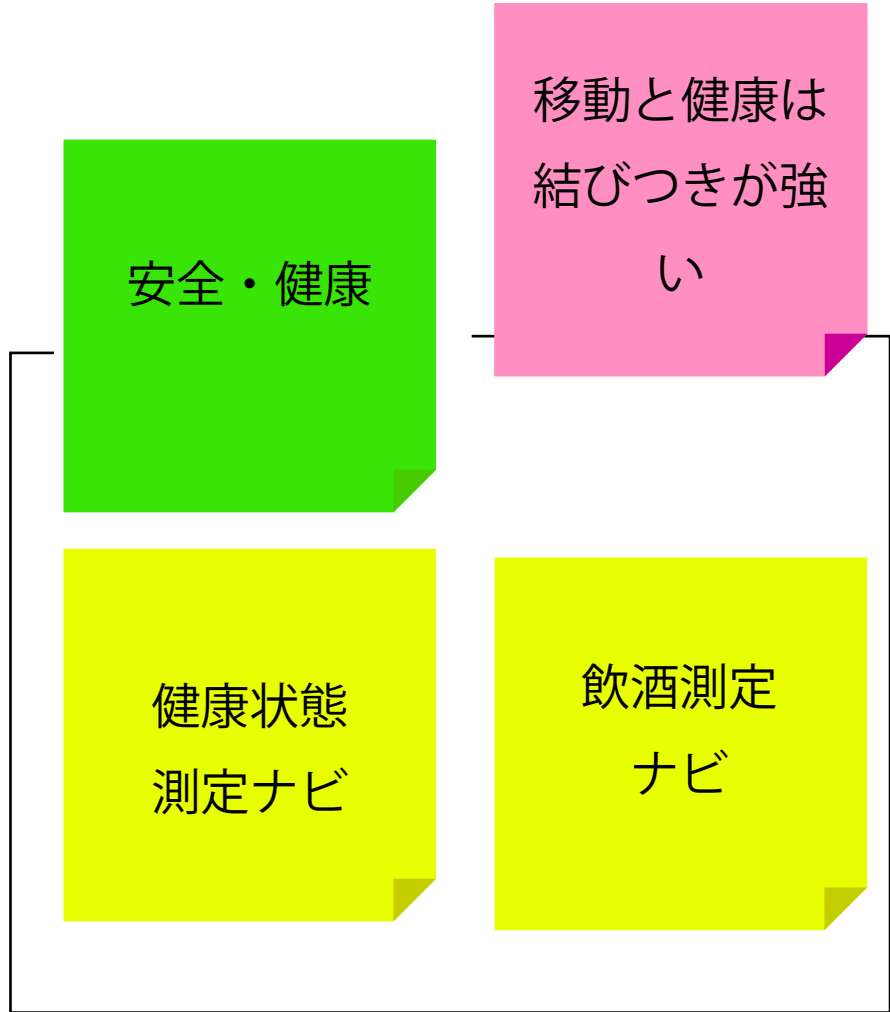 移動と健康は
結びつきが強
い
安全・健康
健康状態
測定ナビ
飲酒測定
ナビ